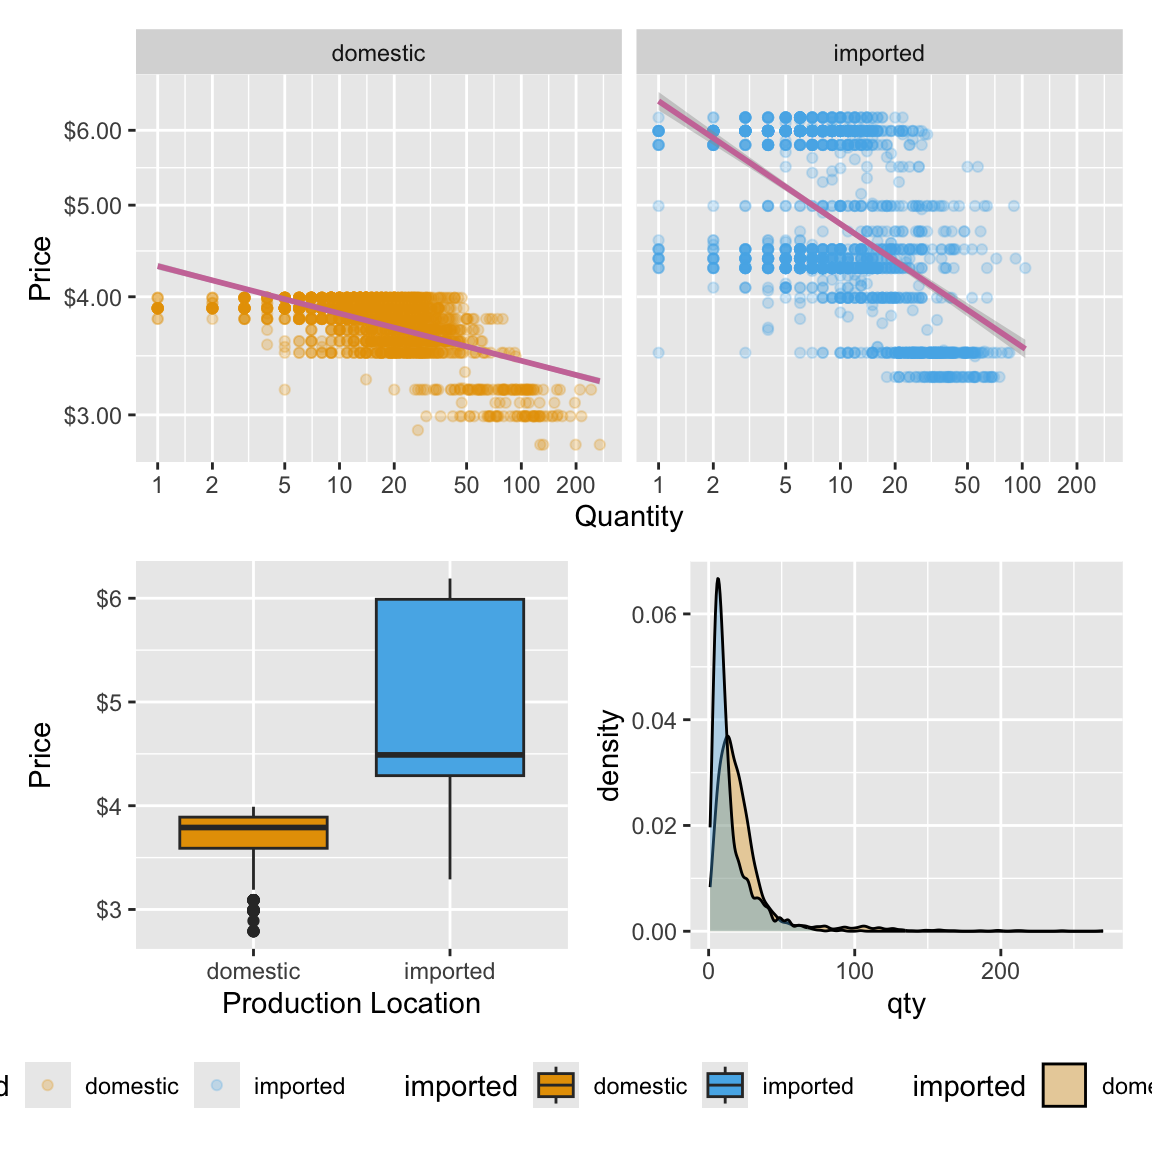 domestic imported
$6.00
$5.00
$4.00
$3.00
Price
1 2 5 10 20 50 100 200 1 2 5 10 20 50 100 200
Quantity
$6
$5
$4
$3
Price
domestic imported
Production Location
0.06
0.04
0.02
0.00
density
0 100 200
qty
d domestic imported imported domestic imported imported dome